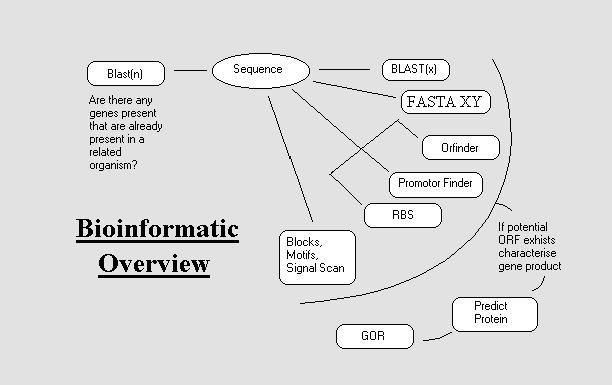 Blast(n)
Sequence
BLAST(x)
FASTA XY
Orfinder
Promotor Finder
RBS
Blocks,
Motifs,
Signal Scan
Are there any
genes present
that are already
present in a
related
organism?
Bioinformatic
Overview
If potential
ORF exhists
characterise
gene product
Predict
Protein
GOR